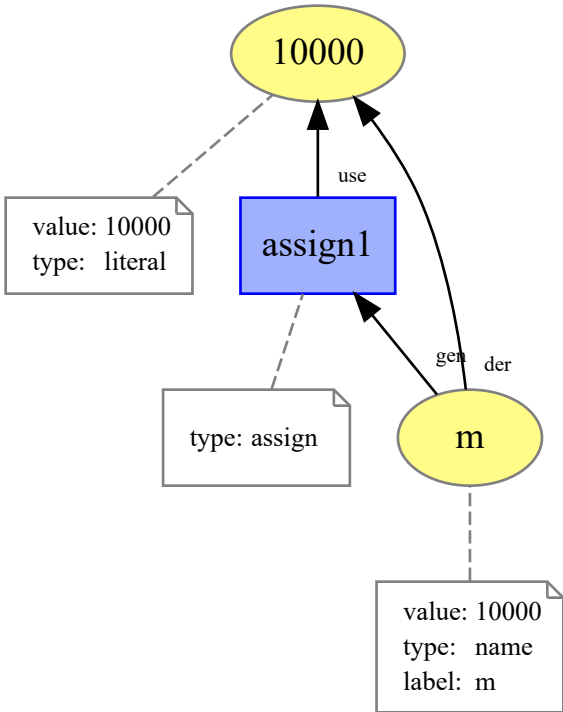 10000
use
value: 10000
type: literal
assign1
gen
der
type: assign
m
value: 10000
type: name
label: m